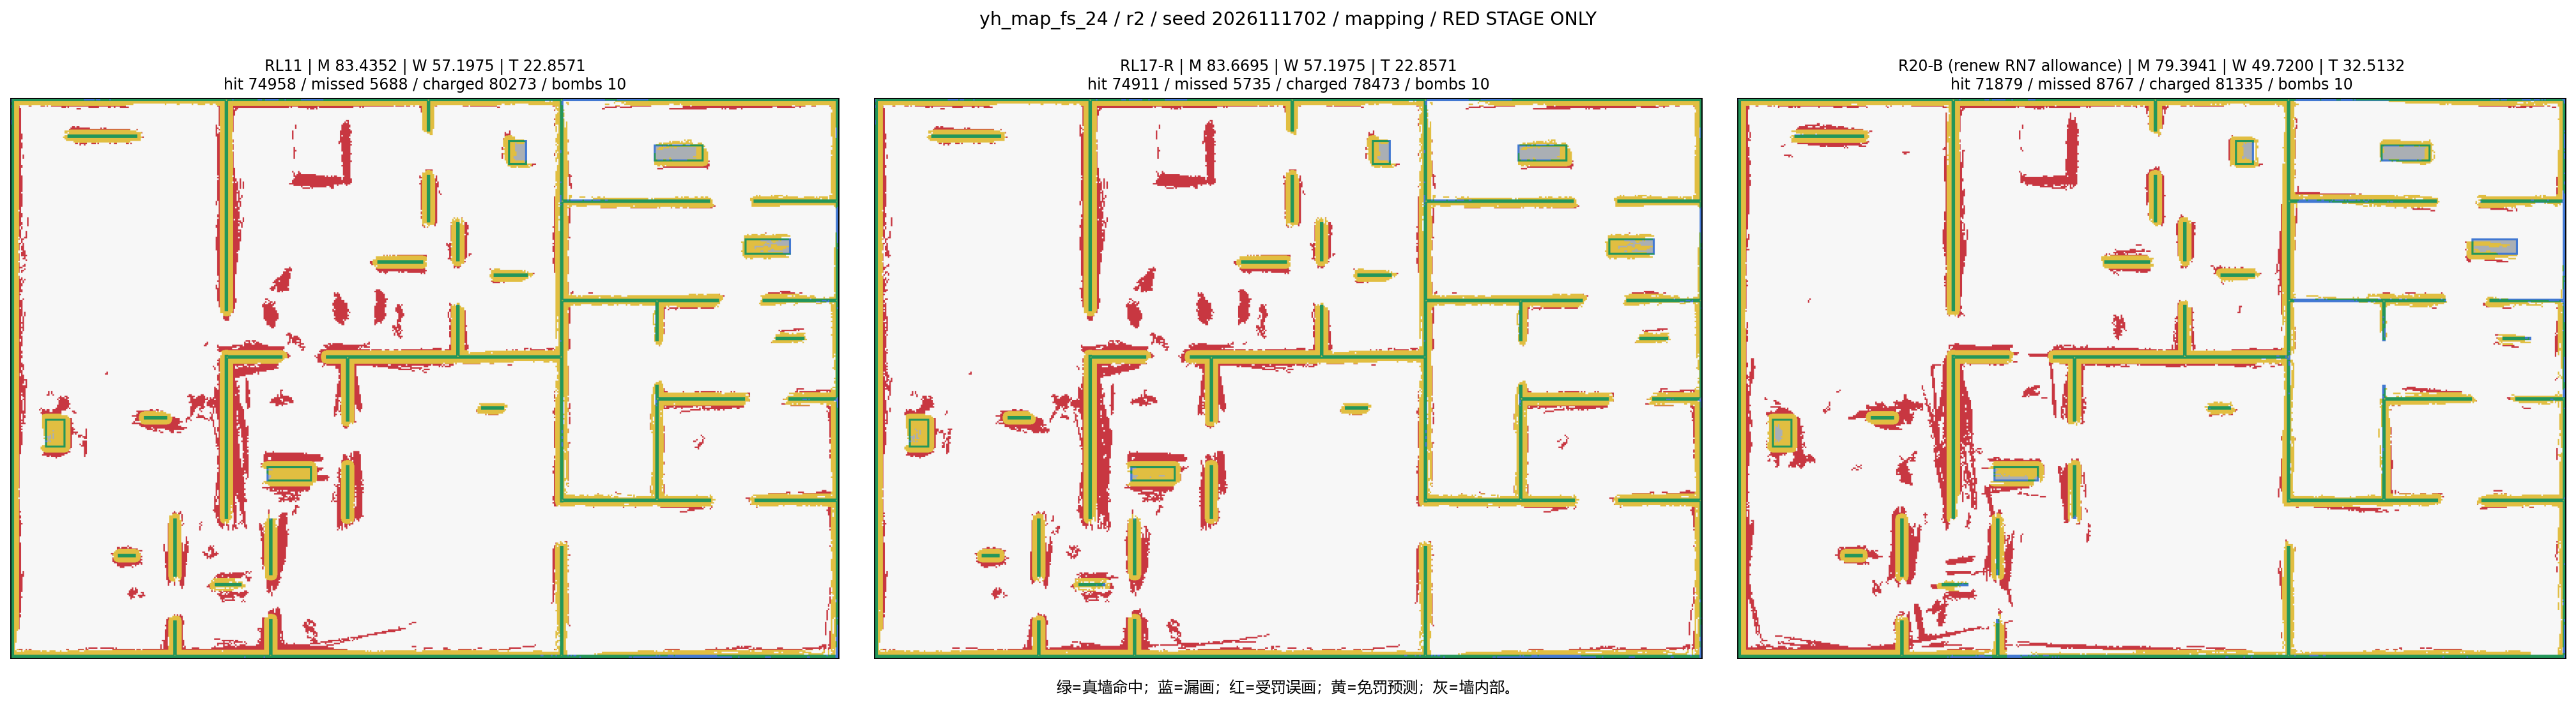 yh_map_fs_24 / r2 / seed 2026111702 / mapping / RED STAGE ONLY
RL11 | M 83.4352 | W 57.1975 | T 22.8571
hit 74958 / missed 5688 / charged 80273 / bombs 10
RL17-R | M 83.6695 | W 57.1975 | T 22.8571
hit 74911 / missed 5735 / charged 78473 / bombs 10
R20-B (renew RN7 allowance) | M 79.3941 | W 49.7200 | T 32.5132
hit 71879 / missed 8767 / charged 81335 / bombs 10
绿=真墙命中；蓝=漏画；红=受罚误画；黄=免罚预测；灰=墙内部。